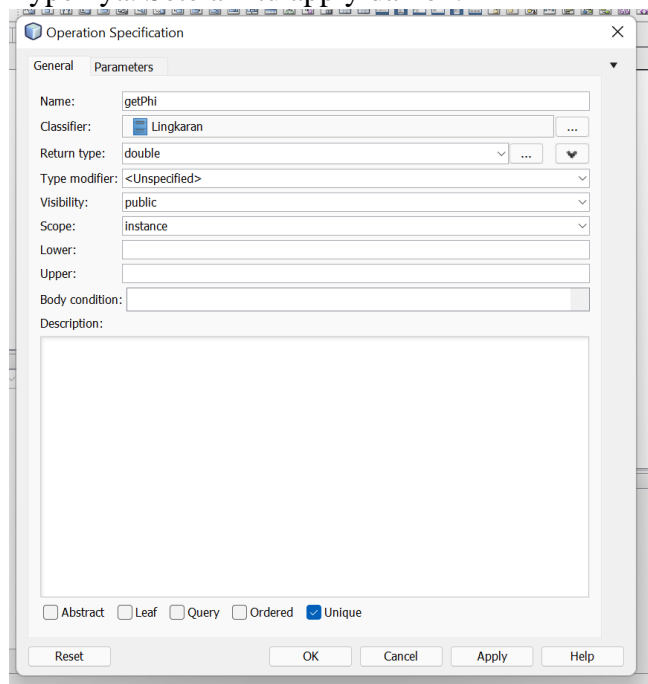 Operation Specification
General Parameters
Name: getPhi
Classifier: Lingkaran ...
Return type: double ...
Type modifier: <Unspecified>
Visibility: public
Scope: instance
Lower:
Upper:
Body condition:
Description:
Abstract Leaf Query Ordered Unique
Reset OK Cancel Apply Help